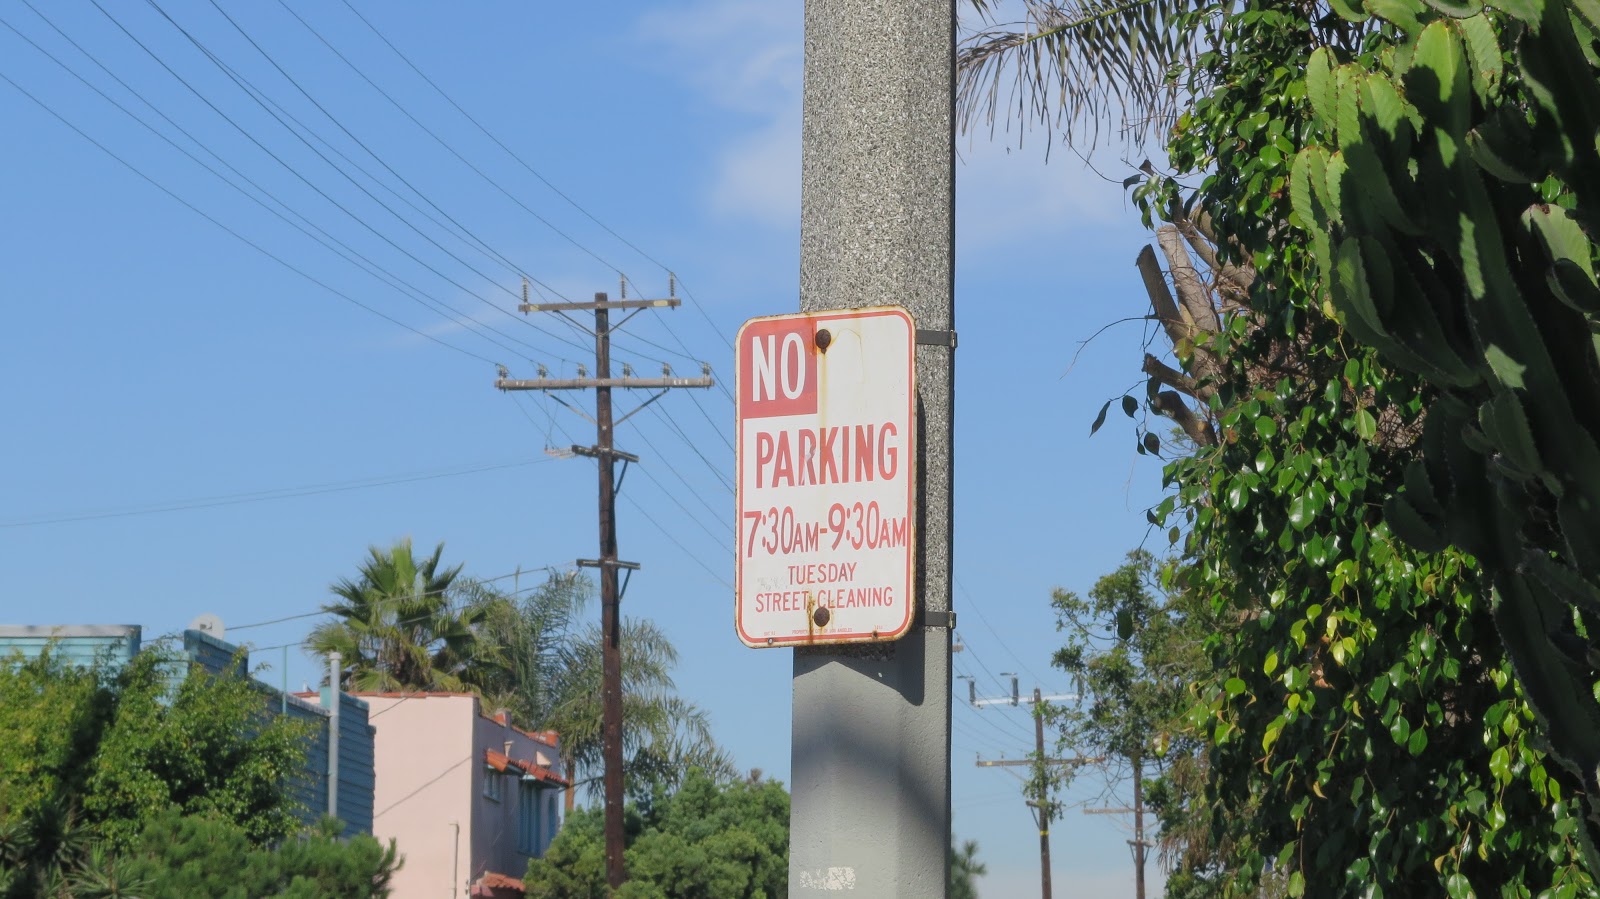 NO
PARKING
7:30AM-9:30AM
TUESDAY
STREET CLEANING